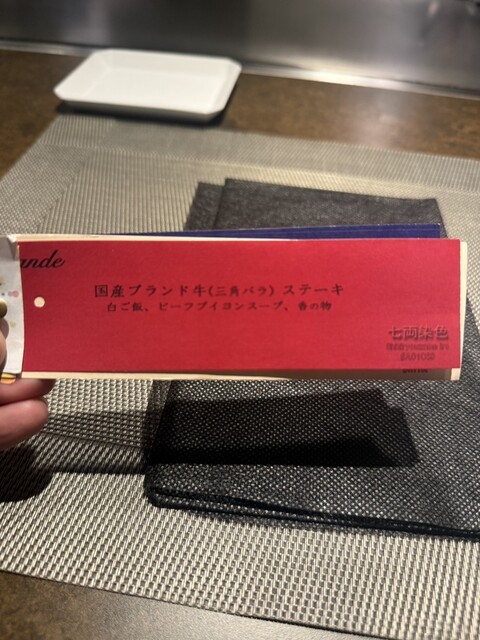 国産ブランド牛(三角バラ) ステーキ
白ご飯、ビーフブイヨンスープ、香の物
七両染色